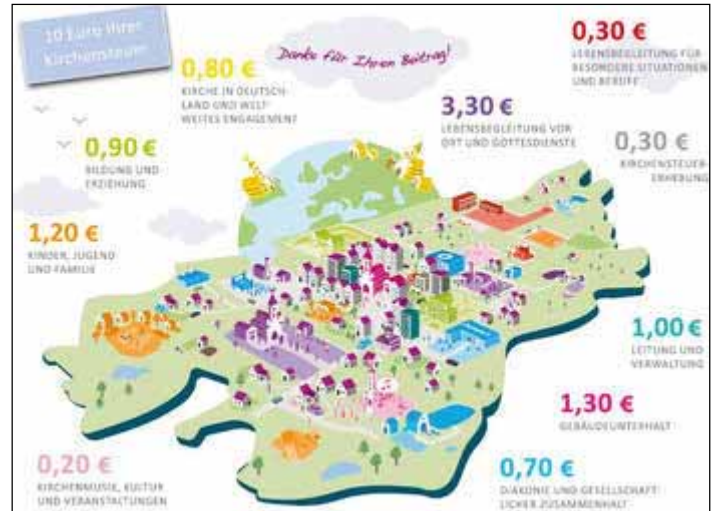 10 Euro Ihrer
Kirchensteuer
Danke für Ihren Beitrag!
0,30 €
LEBENSBEGLEITUNG FÜR
BESONDERE SITUATIONEN
UND BERUFE
0,80 €
KIRCHE IN DEUTSCH-
LAND UND WELT-
WEITES ENGAGEMENT
3,30 €
LEBENSBEGLEITUNG VOR
ORT UND GOTTESDIENSTE
0,90 €
BILDUNG UND
ERZIEHUNG
0,30 €
KIRCHENSTEUER-
ERHEBUNG
1,20 €
KINDER, JUGEND
UND FAMILIE
1,00 €
LEITUNG UND
VERWALTUNG
1,30 €
GEBÄUDEUNTERHALT
0,20 €
KIRCHENMUSIK, KULTUR
UND VERANSTALTUNGEN
0,70 €
DIAKONIE UND GESELLSCHAFT-
LICHER ZUSAMMENHALT